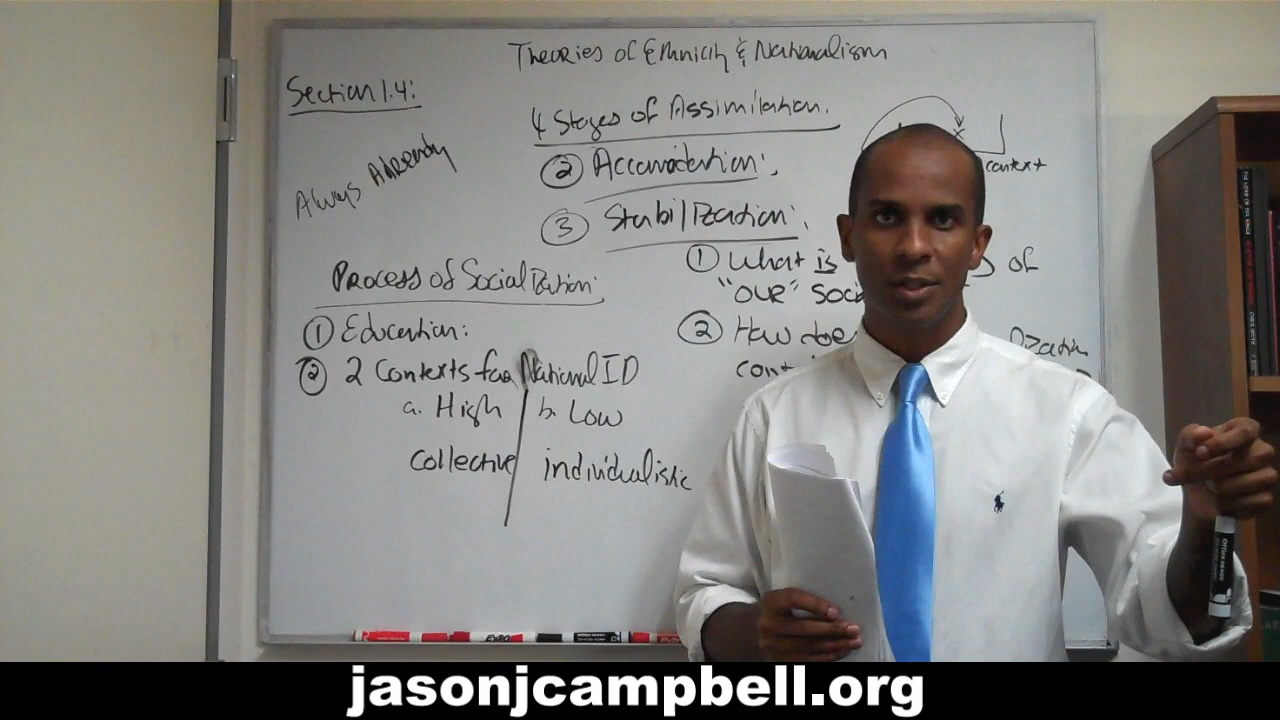 Theories of Ethnicity & Nationalism
Section 1.4:
4 Stages of Assimilation.
Always Already
② Accomodation:
context
③ Stabilization:
Process of Socialization:
① What is of
"OUR"
① Education:
② How
② 2 Contexts for National ID
a. High b. Low
collective individualistic
EXPO
jasonjcampbell.org